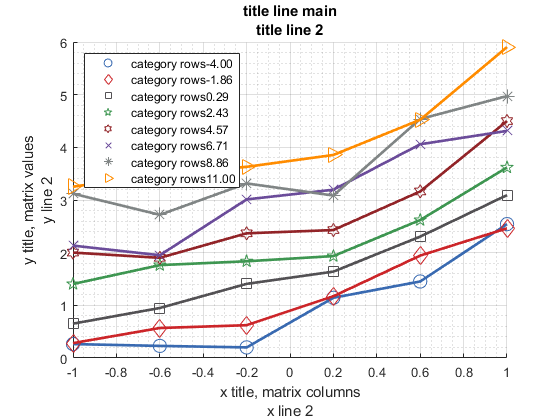 title line main
title line 2
y title, matrix values
y line 2
6
5
4
3
2
1
0
category rows-4.00
category rows-1.86
category rows0.29
category rows2.43
category rows4.57
category rows6.71
category rows8.86
category rows11.00
-1 -0.8 -0.6 -0.4 -0.2 0 0.2 0.4 0.6 0.8 1
x title, matrix columns
x line 2